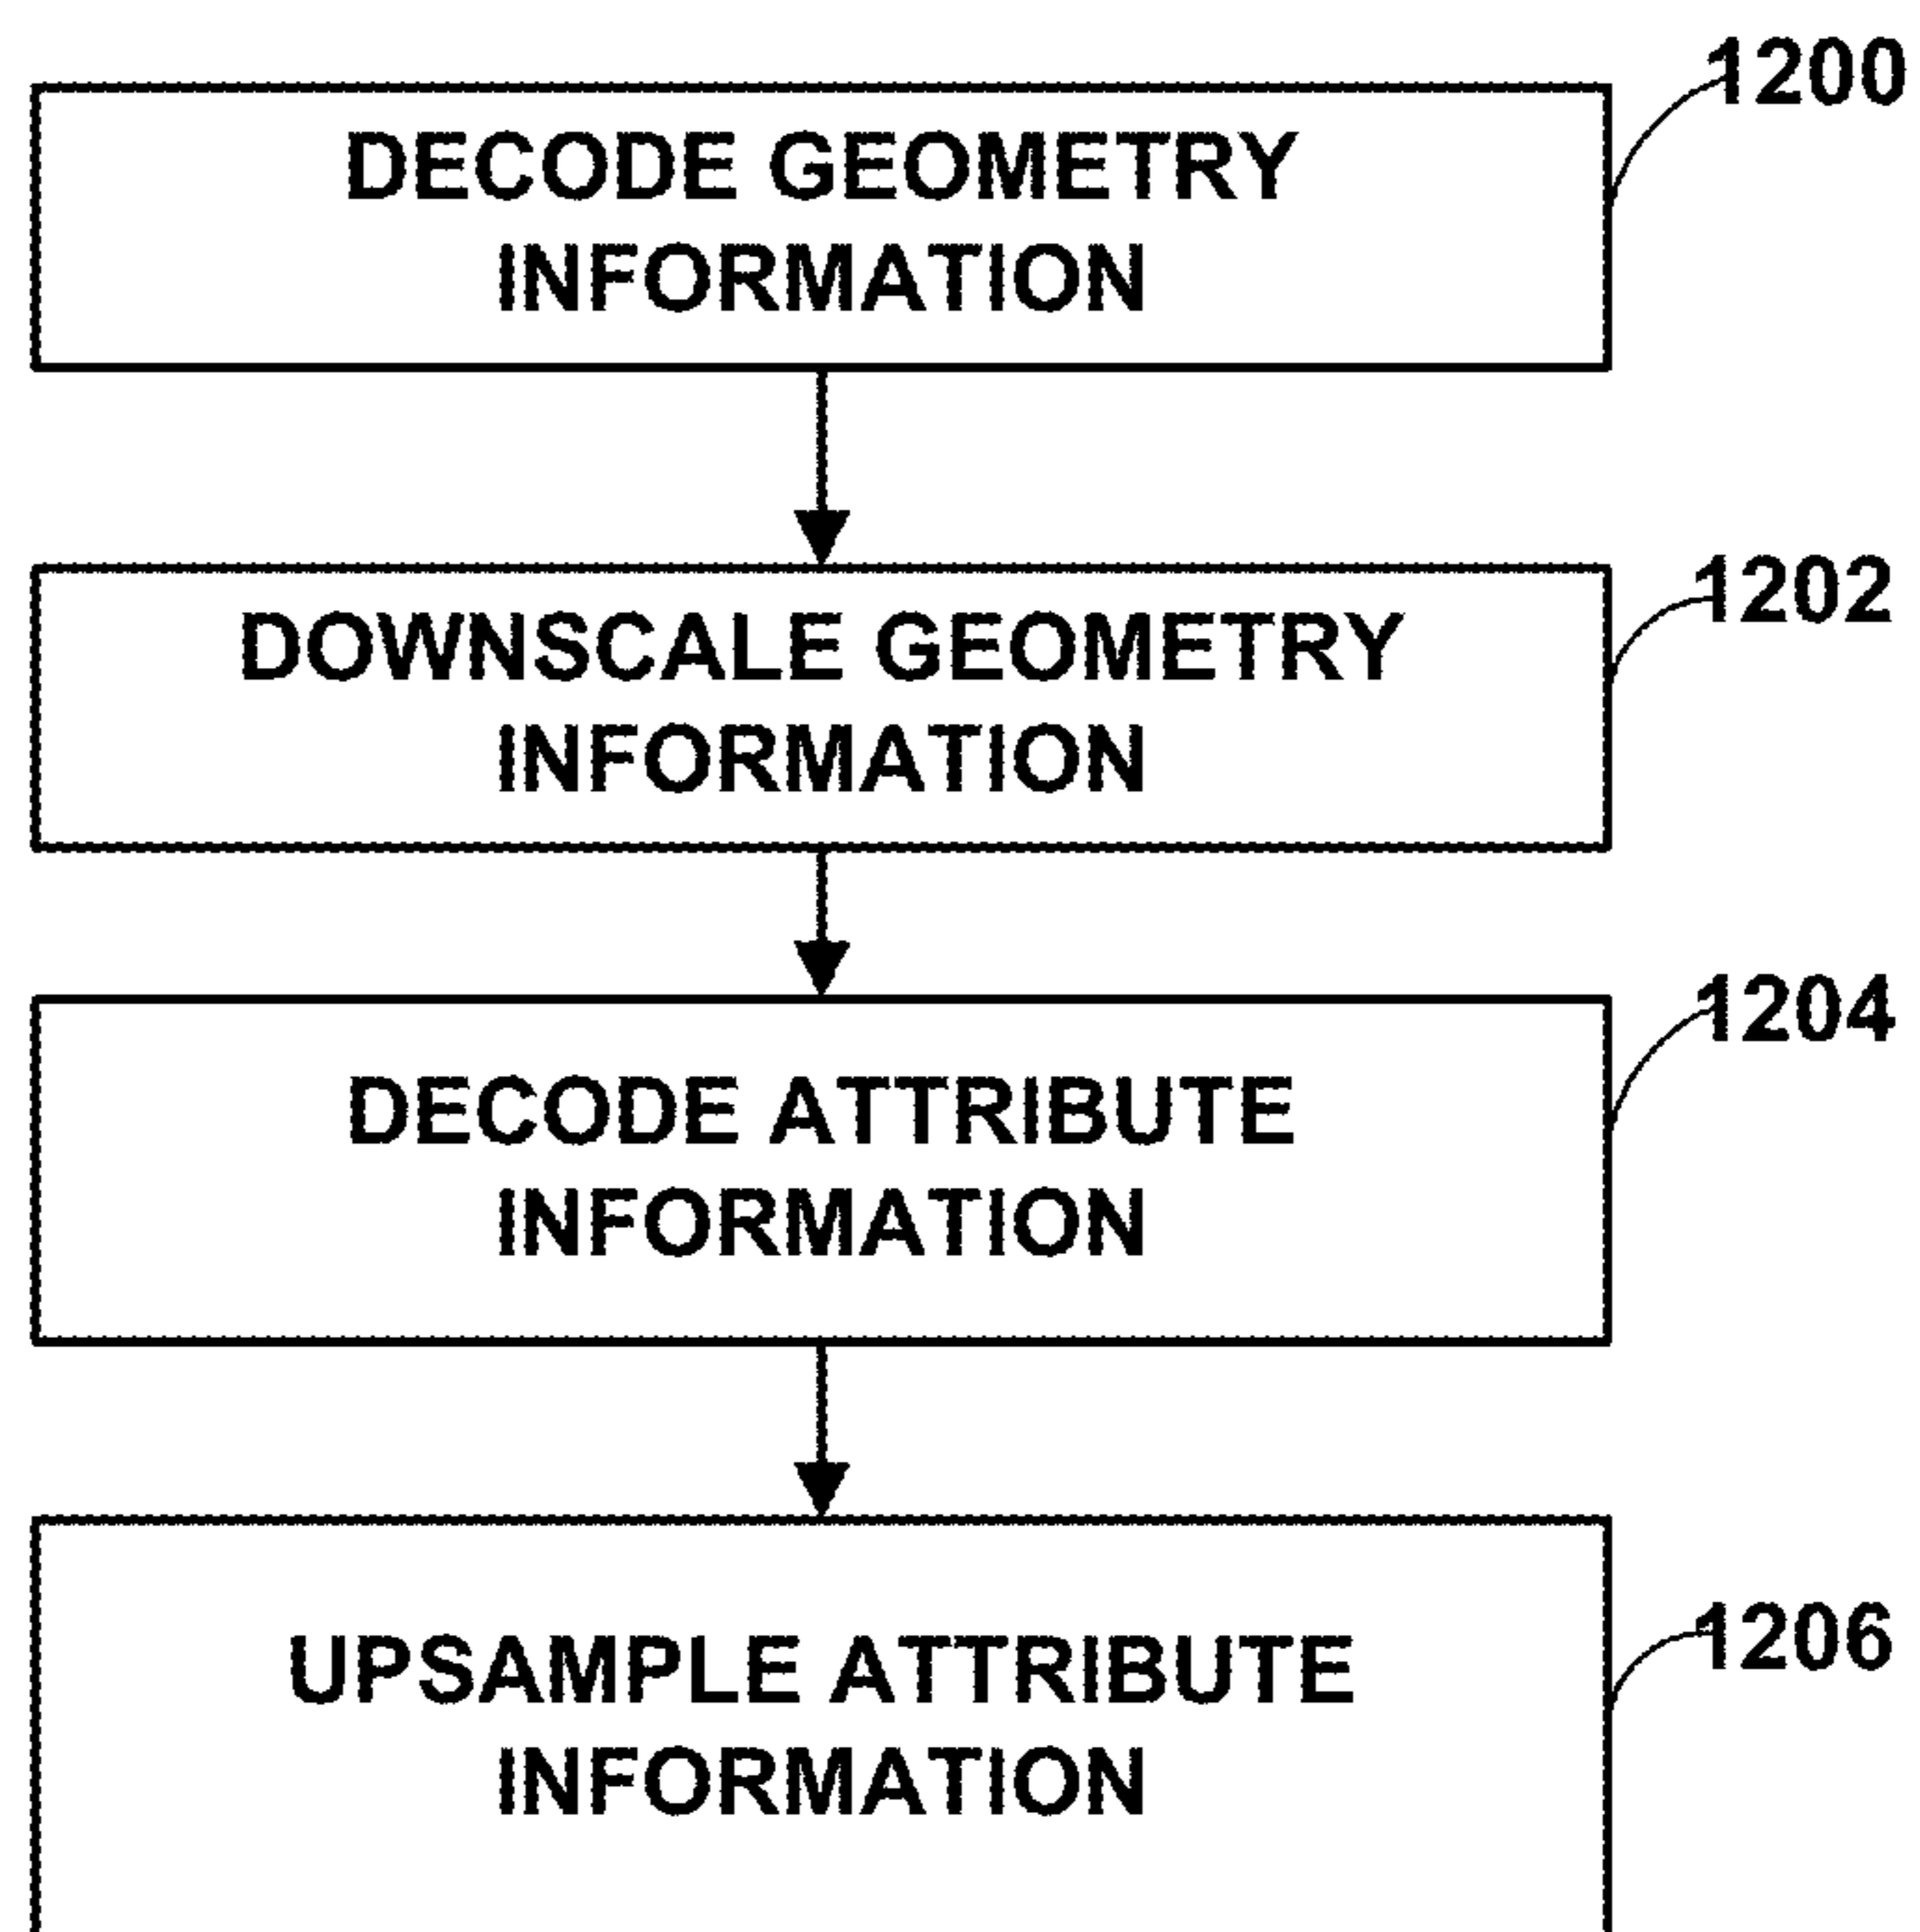 1200
DECODE GEOMETRY
INFORMATION
1202
DOWNSCALE GEOMETRY
INFORMATION
1204
DECODE ATTRIBUTE
INFORMATION
1206
UPSAMPLE ATTRIBUTE
INFORMATION